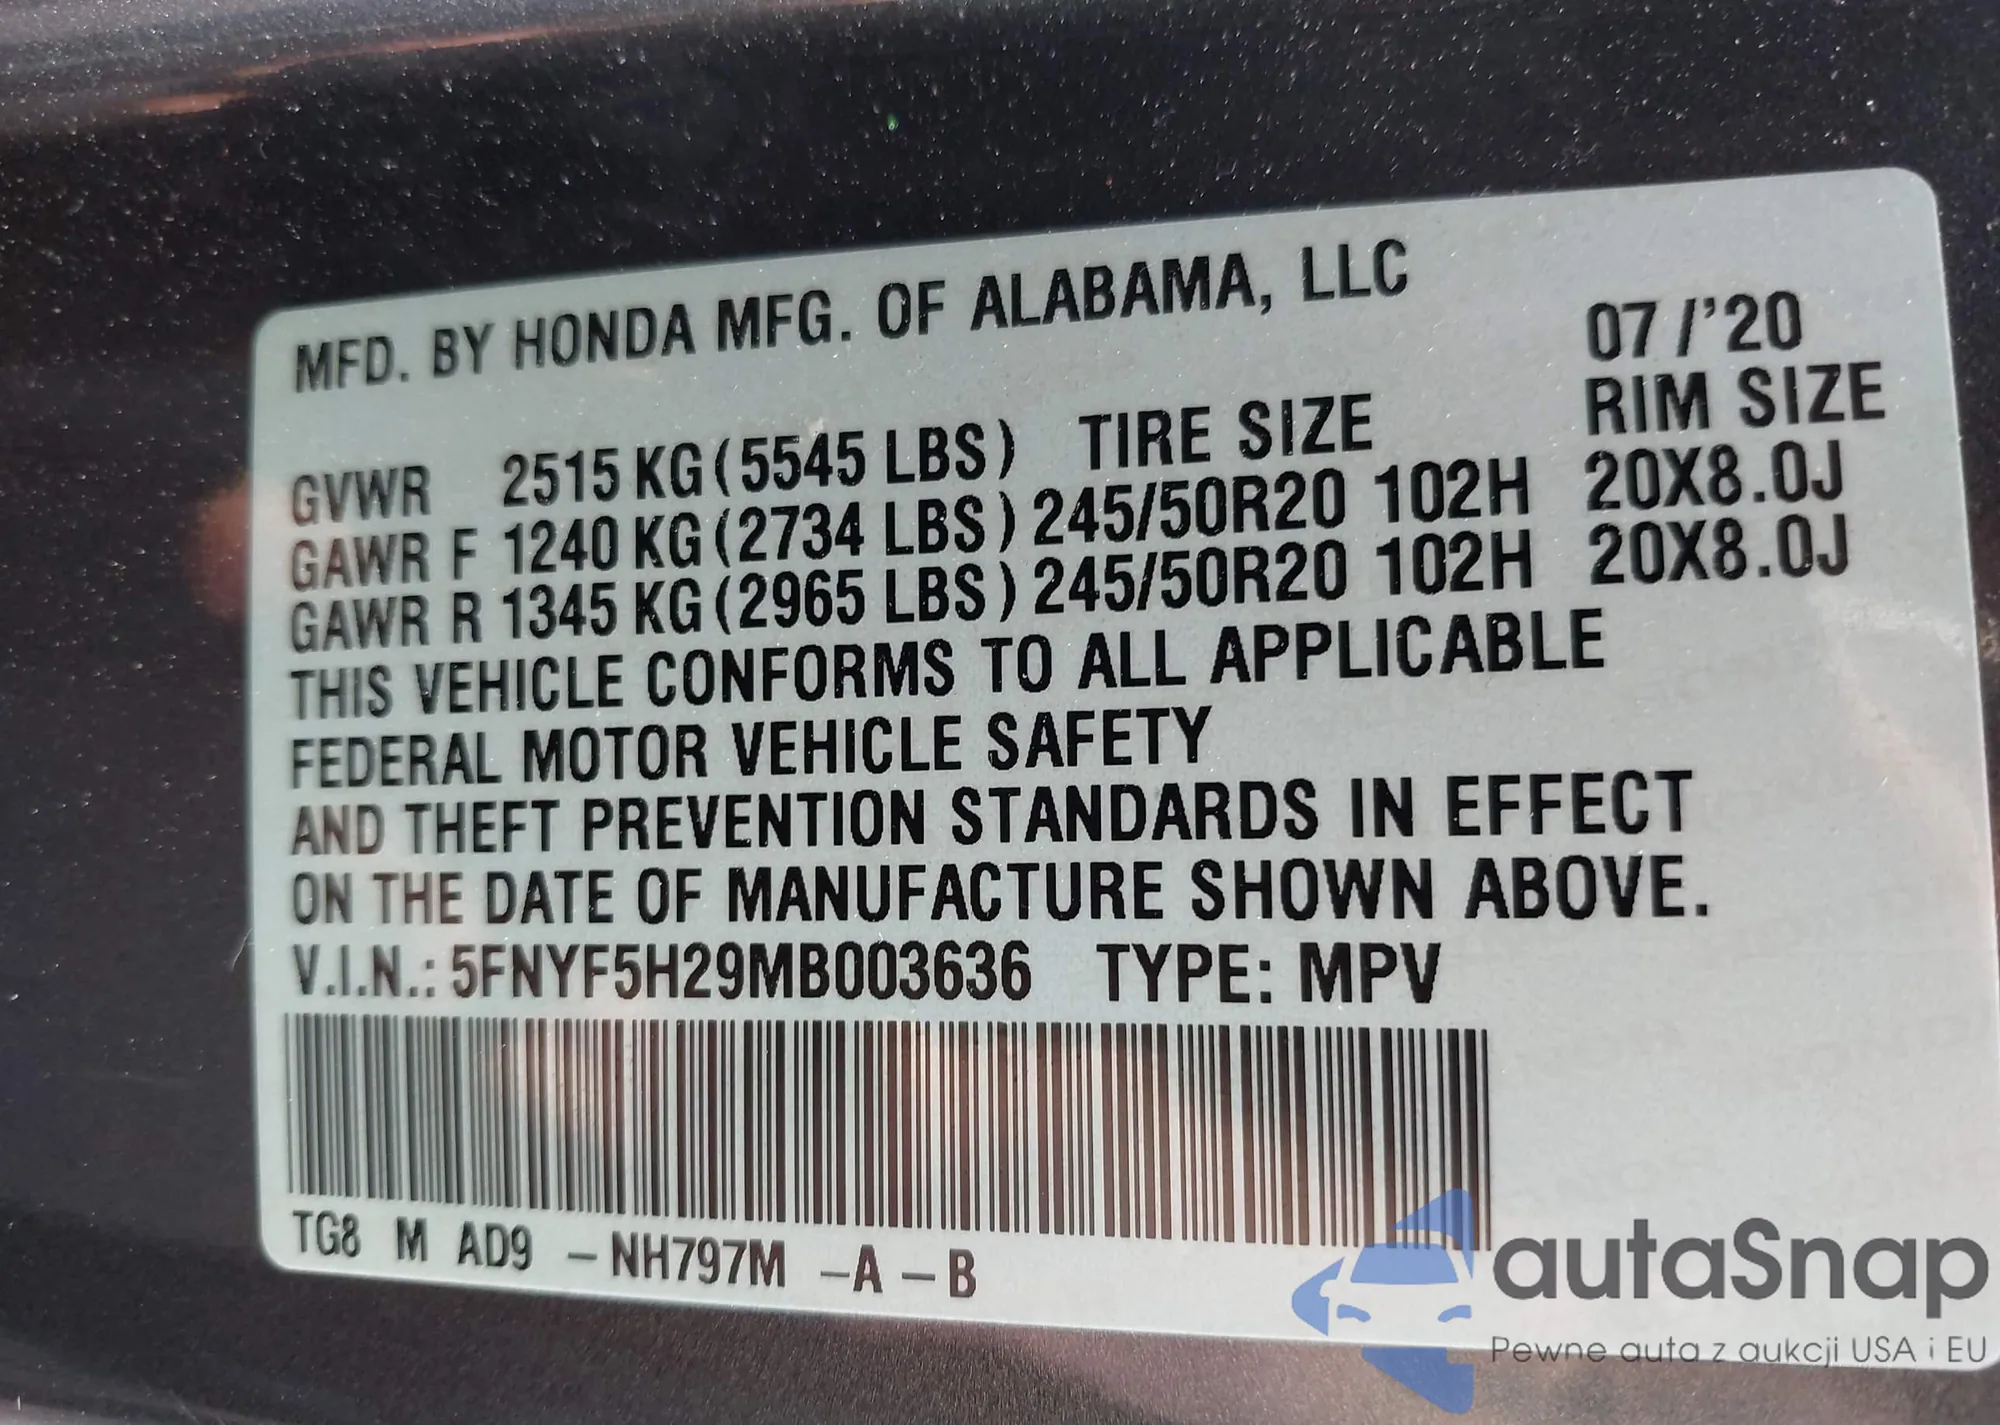 MFD. BY HONDA MFG. OF ALABAMA, LLC
07 /'20
GVWR 2515 KG (5545 LBS) TIRE SIZE RIM SIZE
GAWR F 1240 KG (2734 LBS) 245/50R20 102H 20X8.0J
GAWR R 1345 KG (2965 LBS) 245/50R20 102H 20X8.0J
THIS VEHICLE CONFORMS TO ALL APPLICABLE
FEDERAL MOTOR VEHICLE SAFETY
AND THEFT PREVENTION STANDARDS IN EFFECT
ON THE DATE OF MANUFACTURE SHOWN ABOVE.
V.I.N.: 5FNYF5H29MB003636 TYPE: MPV
TG8 M AD9 –NH797M –A –B
autaSnap
Pewne auta z aukcji USA i EU